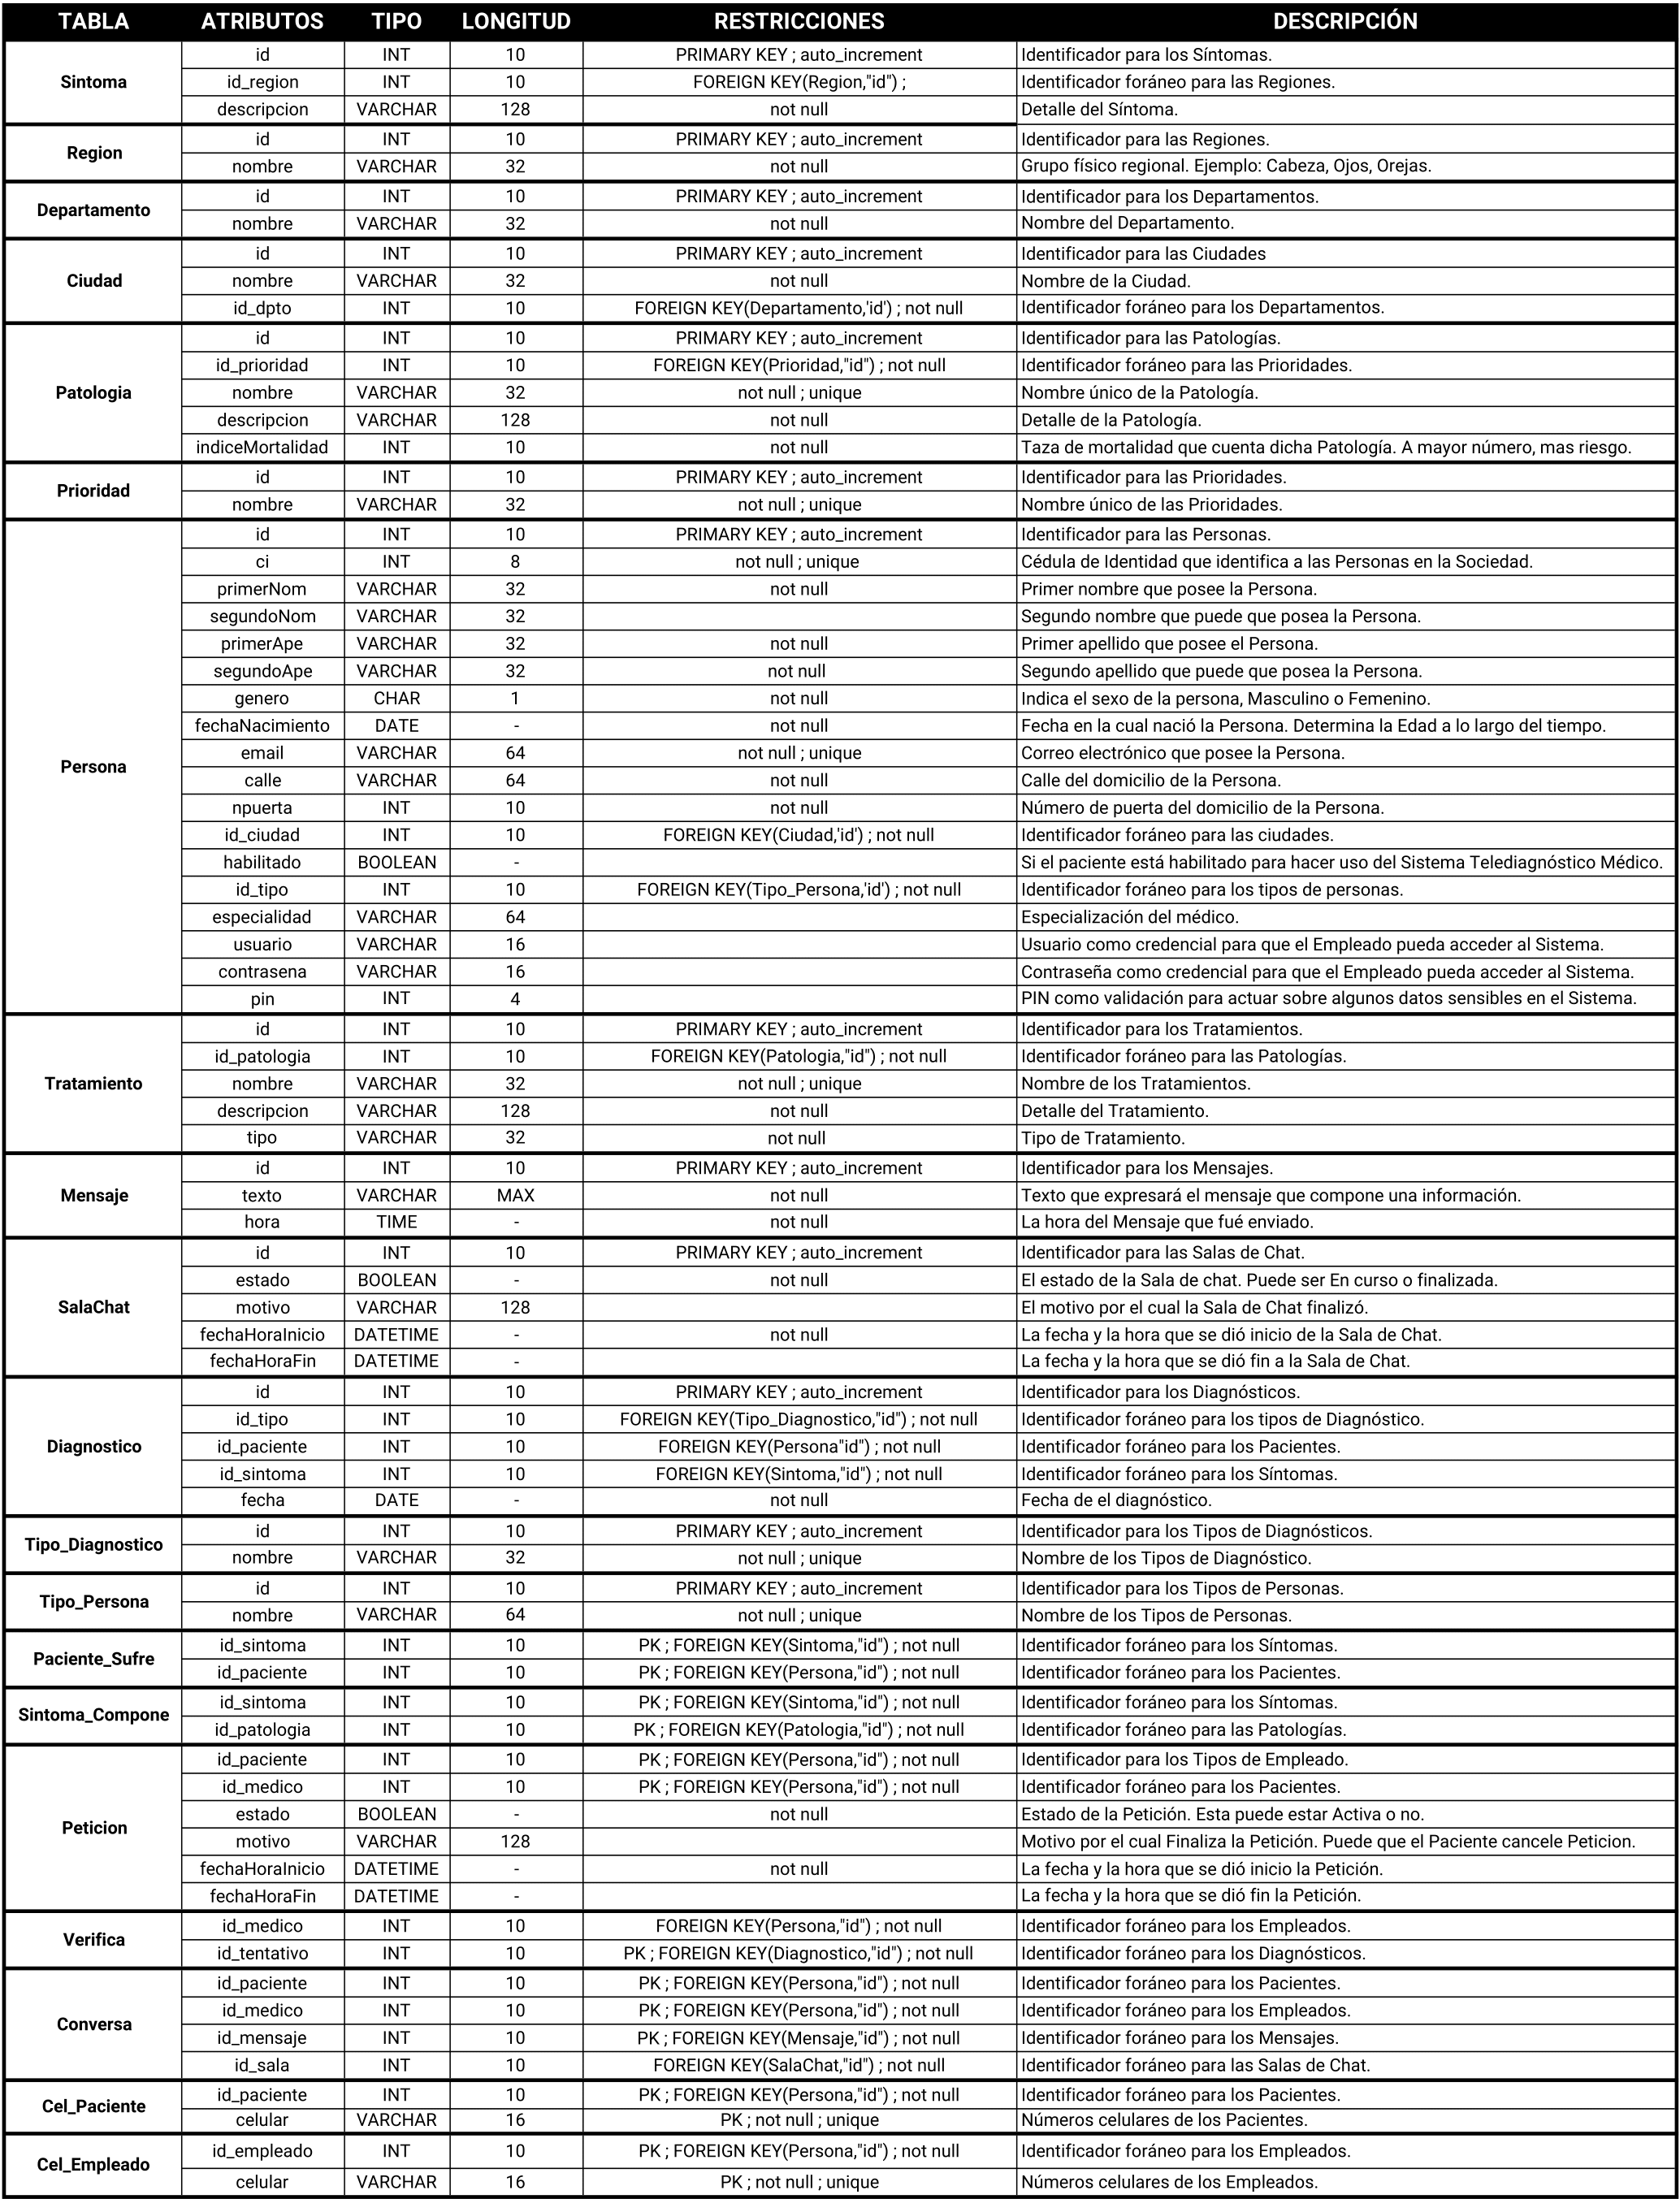 TABLA ATRIBUTOS TIPO LONGITUD RESTRICCIONES DESCRIPCIÓN
Sintoma
id INT 10 PRIMARY KEY ; auto_increment Identificador para los Síntomas.
id_region INT 10 FOREIGN KEY(Region,"id") ; Identificador foráneo para las Regiones.
descripcion VARCHAR 128 not null Detalle del Síntoma.
Region
id INT 10 PRIMARY KEY ; auto_increment Identificador para las Regiones.
nombre VARCHAR 32 not null Grupo físico regional. Ejemplo: Cabeza, Ojos, Orejas.
Departamento
id INT 10 PRIMARY KEY ; auto_increment Identificador para los Departamentos.
nombre VARCHAR 32 not null Nombre del Departamento.
Ciudad
id INT 10 PRIMARY KEY ; auto_increment Identificador para las Ciudades
nombre VARCHAR 32 not null Nombre de la Ciudad.
id_dpto INT 10 FOREIGN KEY(Departamento,'id') ; not null Identificador foráneo para los Departamentos.
Patologia
id INT 10 PRIMARY KEY ; auto_increment Identificador para las Patologías.
id_prioridad INT 10 FOREIGN KEY(Prioridad,"id") ; not null Identificador foráneo para las Prioridades.
nombre VARCHAR 32 not null ; unique Nombre único de la Patología.
descripcion VARCHAR 128 not null Detalle de la Patología.
indiceMortalidad INT 10 not null Taza de mortalidad que cuenta dicha Patología. A mayor número, mas riesgo.
Prioridad
id INT 10 PRIMARY KEY ; auto_increment Identificador para las Prioridades.
nombre VARCHAR 32 not null ; unique Nombre único de las Prioridades.
Persona
id INT 10 PRIMARY KEY ; auto_increment Identificador para las Personas.
ci INT 8 not null ; unique Cédula de Identidad que identifica a las Personas en la Sociedad.
primerNom VARCHAR 32 not null Primer nombre que posee la Persona.
segundoNom VARCHAR 32 Segundo nombre que puede que posea la Persona.
primerApe VARCHAR 32 not null Primer apellido que posee el Persona.
segundoApe VARCHAR 32 not null Segundo apellido que puede que posea la Persona.
genero CHAR 1 not null Indica el sexo de la persona, Masculino o Femenino.
fechaNacimiento DATE - not null Fecha en la cual nació la Persona. Determina la Edad a lo largo del tiempo.
email VARCHAR 64 not null ; unique Correo electrónico que posee la Persona.
calle VARCHAR 64 not null Calle del domicilio de la Persona.
npuerta INT 10 not null Número de puerta del domicilio de la Persona.
id_ciudad INT 10 FOREIGN KEY(Ciudad,'id') ; not null Identificador foráneo para las ciudades.
habilitado BOOLEAN - Si el paciente está habilitado para hacer uso del Sistema Telediagnóstico Médico.
id_tipo INT 10 FOREIGN KEY(Tipo_Persona,'id') ; not null Identificador foráneo para los tipos de personas.
especialidad VARCHAR 64 Especialización del médico.
usuario VARCHAR 16 Usuario como credencial para que el Empleado pueda acceder al Sistema.
contrasena VARCHAR 16 Contraseña como credencial para que el Empleado pueda acceder al Sistema.
pin INT 4 PIN como validación para actuar sobre algunos datos sensibles en el Sistema.
Tratamiento
id INT 10 PRIMARY KEY ; auto_increment Identificador para los Tratamientos.
id_patologia INT 10 FOREIGN KEY(Patologia,"id") ; not null Identificador foráneo para las Patologías.
nombre VARCHAR 32 not null ; unique Nombre de los Tratamientos.
descripcion VARCHAR 128 not null Detalle del Tratamiento.
tipo VARCHAR 32 not null Tipo de Tratamiento.
Mensaje
id INT 10 PRIMARY KEY ; auto_increment Identificador para los Mensajes.
texto VARCHAR MAX not null Texto que expresará el mensaje que compone una información.
hora TIME - not null La hora del Mensaje que fué enviado.
SalaChat
id INT 10 PRIMARY KEY ; auto_increment Identificador para las Salas de Chat.
estado BOOLEAN - not null El estado de la Sala de chat. Puede ser En curso o finalizada.
motivo VARCHAR 128 El motivo por el cual la Sala de Chat finalizó.
fechaHoraInicio DATETIME - not null La fecha y la hora que se dió inicio de la Sala de Chat.
fechaHoraFin DATETIME - La fecha y la hora que se dió fin a la Sala de Chat.
Diagnostico
id INT 10 PRIMARY KEY ; auto_increment Identificador para los Diagnósticos.
id_tipo INT 10 FOREIGN KEY(Tipo_Diagnostico,"id") ; not null Identificador foráneo para los tipos de Diagnóstico.
id_paciente INT 10 FOREIGN KEY(Persona"id") ; not null Identificador foráneo para los Pacientes.
id_sintoma INT 10 FOREIGN KEY(Sintoma,"id") ; not null Identificador foráneo para los Síntomas.
fecha DATE - not null Fecha de el diagnóstico.
Tipo_Diagnostico
id INT 10 PRIMARY KEY ; auto_increment Identificador para los Tipos de Diagnósticos.
nombre VARCHAR 32 not null ; unique Nombre de los Tipos de Diagnóstico.
Tipo_Persona
id INT 10 PRIMARY KEY ; auto_increment Identificador para los Tipos de Personas.
nombre VARCHAR 64 not null ; unique Nombre de los Tipos de Personas.
Paciente_Sufre
id_sintoma INT 10 PK ; FOREIGN KEY(Sintoma,"id") ; not null Identificador foráneo para los Síntomas.
id_paciente INT 10 PK ; FOREIGN KEY(Persona,"id") ; not null Identificador foráneo para los Pacientes.
Sintoma_Compone
id_sintoma INT 10 PK ; FOREIGN KEY(Sintoma,"id") ; not null Identificador foráneo para los Síntomas.
id_patologia INT 10 PK ; FOREIGN KEY(Patologia,"id") ; not null Identificador foráneo para las Patologías.
Peticion
id_paciente INT 10 PK ; FOREIGN KEY(Persona,"id") ; not null Identificador para los Tipos de Empleado.
id_medico INT 10 PK ; FOREIGN KEY(Persona,"id") ; not null Identificador foráneo para los Pacientes.
estado BOOLEAN - not null Estado de la Petición. Esta puede estar Activa o no.
motivo VARCHAR 128 Motivo por el cual Finaliza la Petición. Puede que el Paciente cancele Peticion.
fechaHoraInicio DATETIME - not null La fecha y la hora que se dió inicio la Petición.
fechaHoraFin DATETIME - La fecha y la hora que se dió fin la Petición.
Verifica
id_medico INT 10 FOREIGN KEY(Persona,"id") ; not null Identificador foráneo para los Empleados.
id_tentativo INT 10 PK ; FOREIGN KEY(Diagnostico,"id") ; not null Identificador foráneo para los Diagnósticos.
Conversa
id_paciente INT 10 PK ; FOREIGN KEY(Persona,"id") ; not null Identificador foráneo para los Pacientes.
id_medico INT 10 PK ; FOREIGN KEY(Persona,"id") ; not null Identificador foráneo para los Empleados.
id_mensaje INT 10 PK ; FOREIGN KEY(Mensaje,"id") ; not null Identificador foráneo para los Mensajes.
id_sala INT 10 FOREIGN KEY(SalaChat,"id") ; not null Identificador foráneo para las Salas de Chat.
Cel_Paciente
id_paciente INT 10 PK ; FOREIGN KEY(Persona,"id") ; not null Identificador foráneo para los Pacientes.
celular VARCHAR 16 PK ; not null ; unique Números celulares de los Pacientes.
Cel_Empleado
id_empleado INT 10 PK ; FOREIGN KEY(Persona,"id") ; not null Identificador foráneo para los Empleados.
celular VARCHAR 16 PK ; not null ; unique Números celulares de los Empleados.